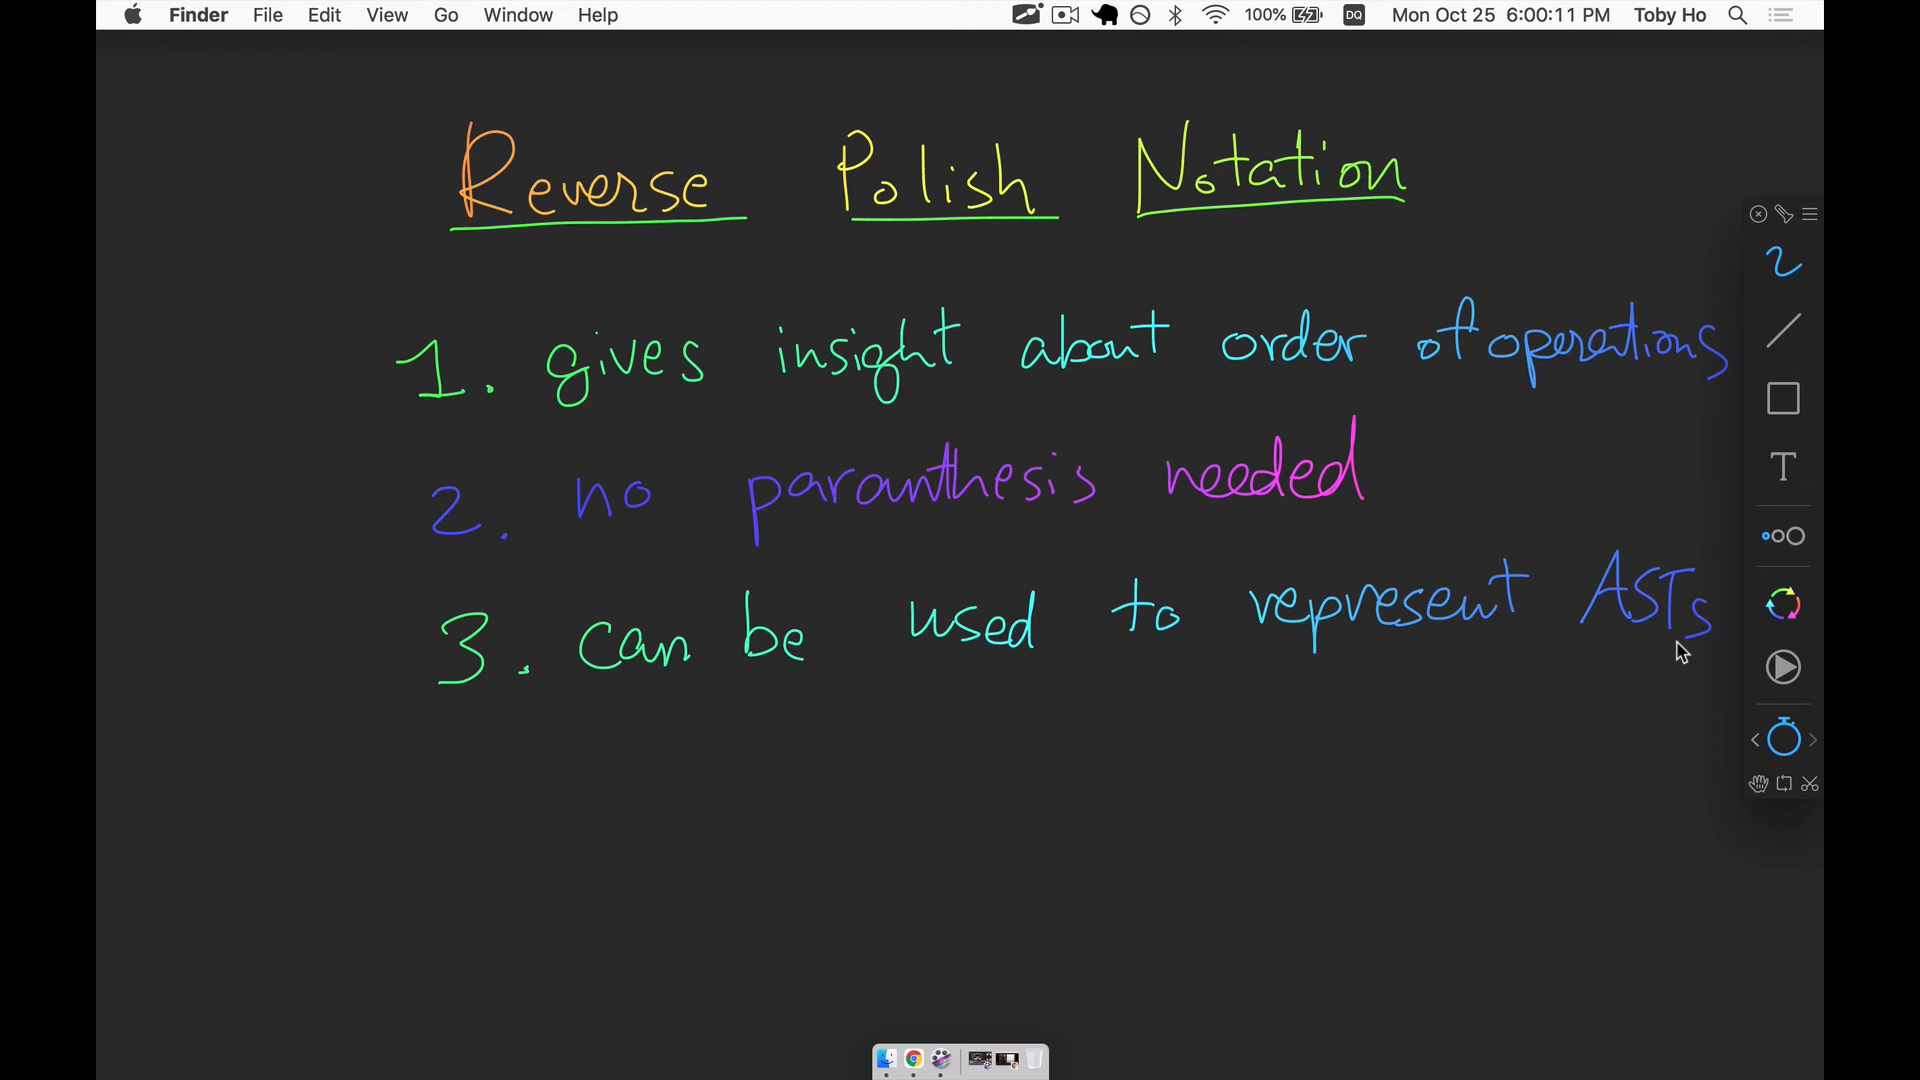 Finder File Edit View Go Window Help 100% DQ Mon Oct 25 6:00:11 PM Toby Ho
Reverse Polish Notation
1. gives insight about order of operations
2. no paranthesis needed
3. can be used to represent ASTs
T